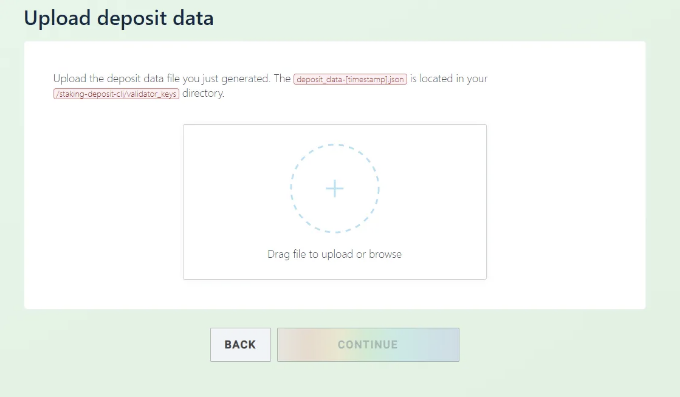 Upload deposit data
Upload the deposit data file you just generated. The deposit_data-[timestamp].json is located in your
/staking-deposit-cli/validator_keys directory.
Drag file to upload or browse
BACK
CONTINUE